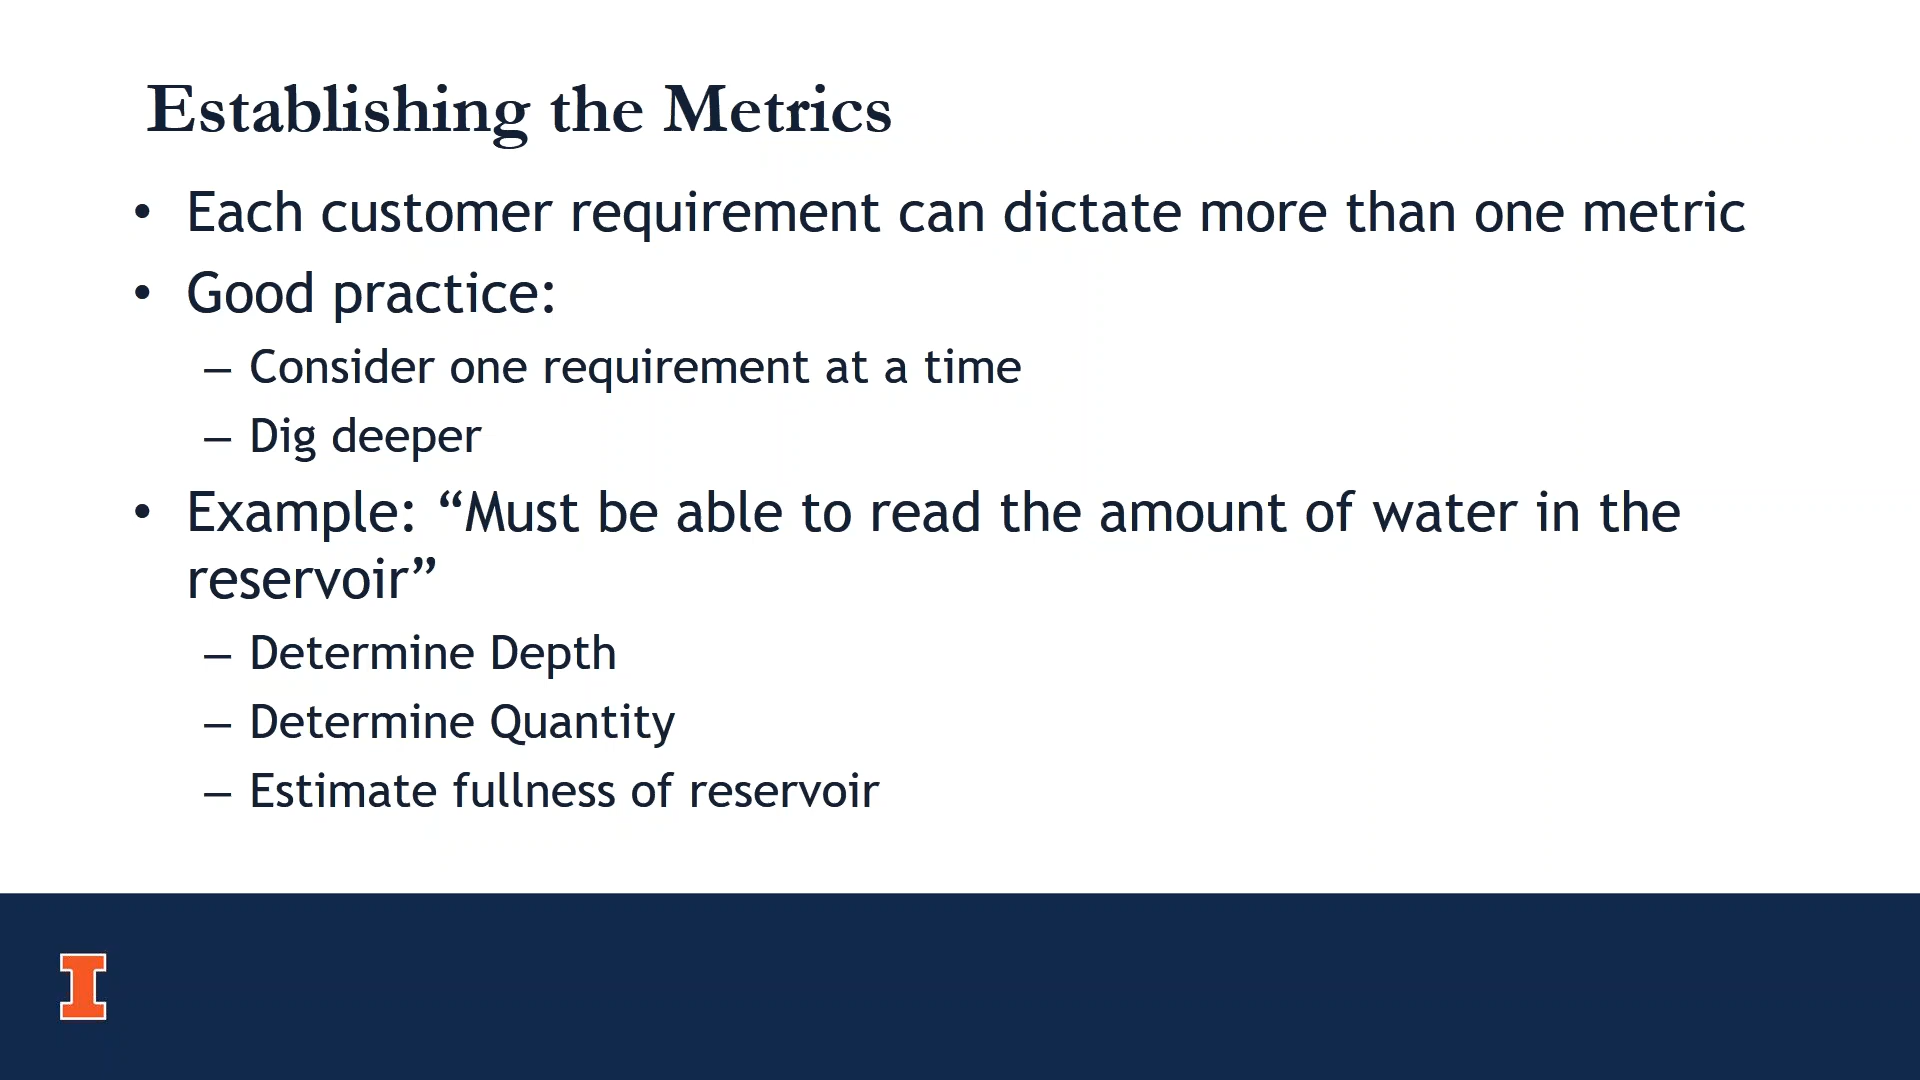 Establishing the Metrics
• Each customer requirement can dictate more than one metric
• Good practice:
– Consider one requirement at a time
– Dig deeper
• Example: “Must be able to read the amount of water in the
reservoir”
– Determine Depth
– Determine Quantity
– Estimate fullness of reservoir
I